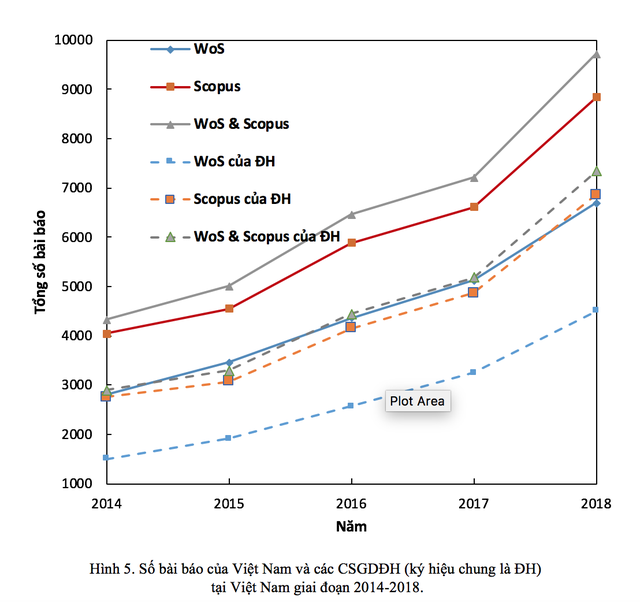 10000
9000
8000
7000
6000
5000
4000
3000
2000
1000
Tổng số bài báo
WoS
Scopus
WoS & Scopus
WoS của ĐH
Scopus của ĐH
WoS & Scopus của ĐH
Plot Area
2014 2015 2016 2017 2018
Năm
Hình 5. Số bài báo của Việt Nam và các CSGDĐH (ký hiệu chung là ĐH)
tại Việt Nam giai đoạn 2014-2018.